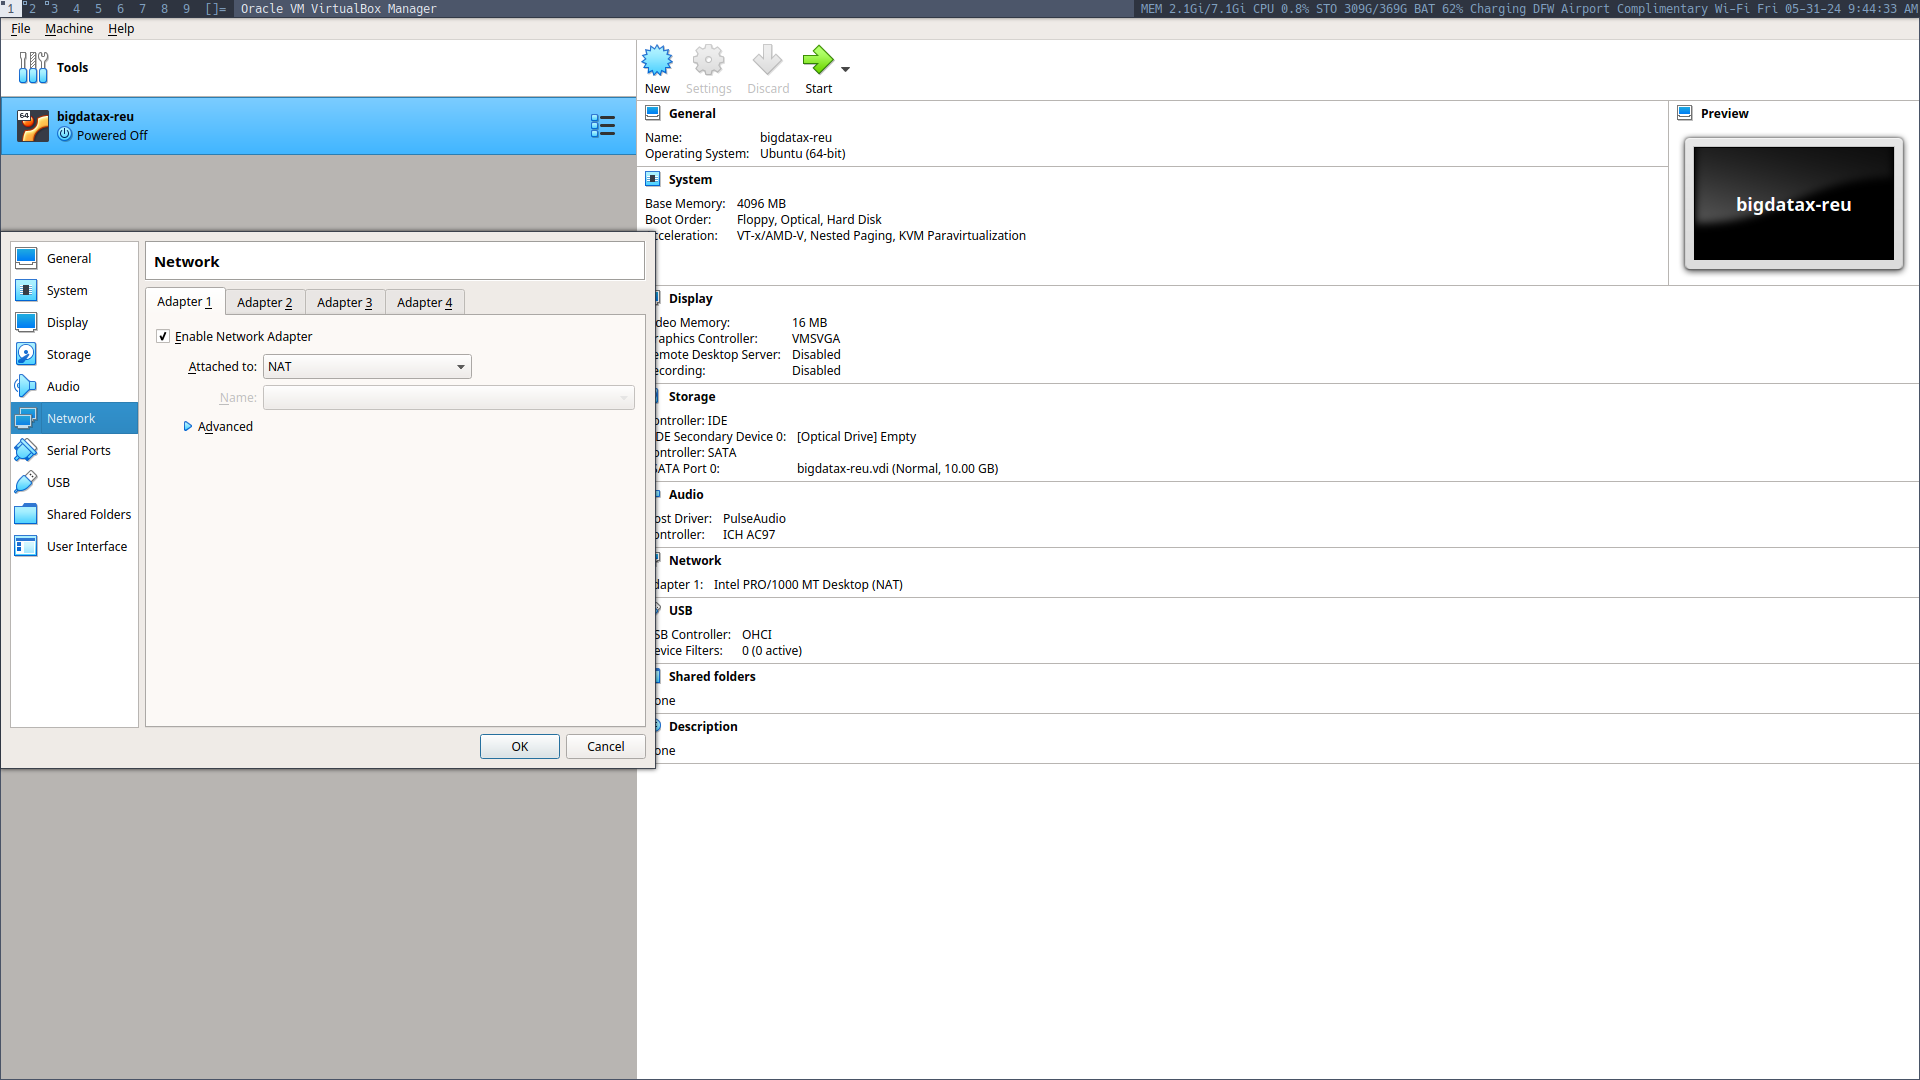 1 2 3 4 5 6 7 8 9 []= Oracle VM VirtualBox Manager MEM 2.1Gi/7.1Gi CPU 0.8% STO 309G/369G BAT 62% Charging DFW Airport Complimentary Wi-Fi Fri 05-31-24 9:44:33 AM
File Machine Help
Tools
64
bigdatax-reu
Powered Off
New Settings Discard Start
General
Name: bigdatax-reu
Operating System: Ubuntu (64-bit)
Preview
bigdatax-reu
System
Base Memory: 4096 MB
Boot Order: Floppy, Optical, Hard Disk
cceleration: VT-x/AMD-V, Nested Paging, KVM Paravirtualization
General
System
Display
Storage
Audio
Network
Serial Ports
USB
Shared Folders
User Interface
Network
Adapter 1 Adapter 2 Adapter 3 Adapter 4
Enable Network Adapter
Attached to: NAT
Name:
Advanced
OK Cancel
Display
deo Memory: 16 MB
raphics Controller: VMSVGA
emote Desktop Server: Disabled
ecording: Disabled
Storage
ontroller: IDE
DE Secondary Device 0: [Optical Drive] Empty
ontroller: SATA
SATA Port 0: bigdatax-reu.vdi (Normal, 10.00 GB)
Audio
ost Driver: PulseAudio
ontroller: ICH AC97
Network
dapter 1: Intel PRO/1000 MT Desktop (NAT)
USB
SB Controller: OHCI
evice Filters: 0 (0 active)
Shared folders
one
Description
one